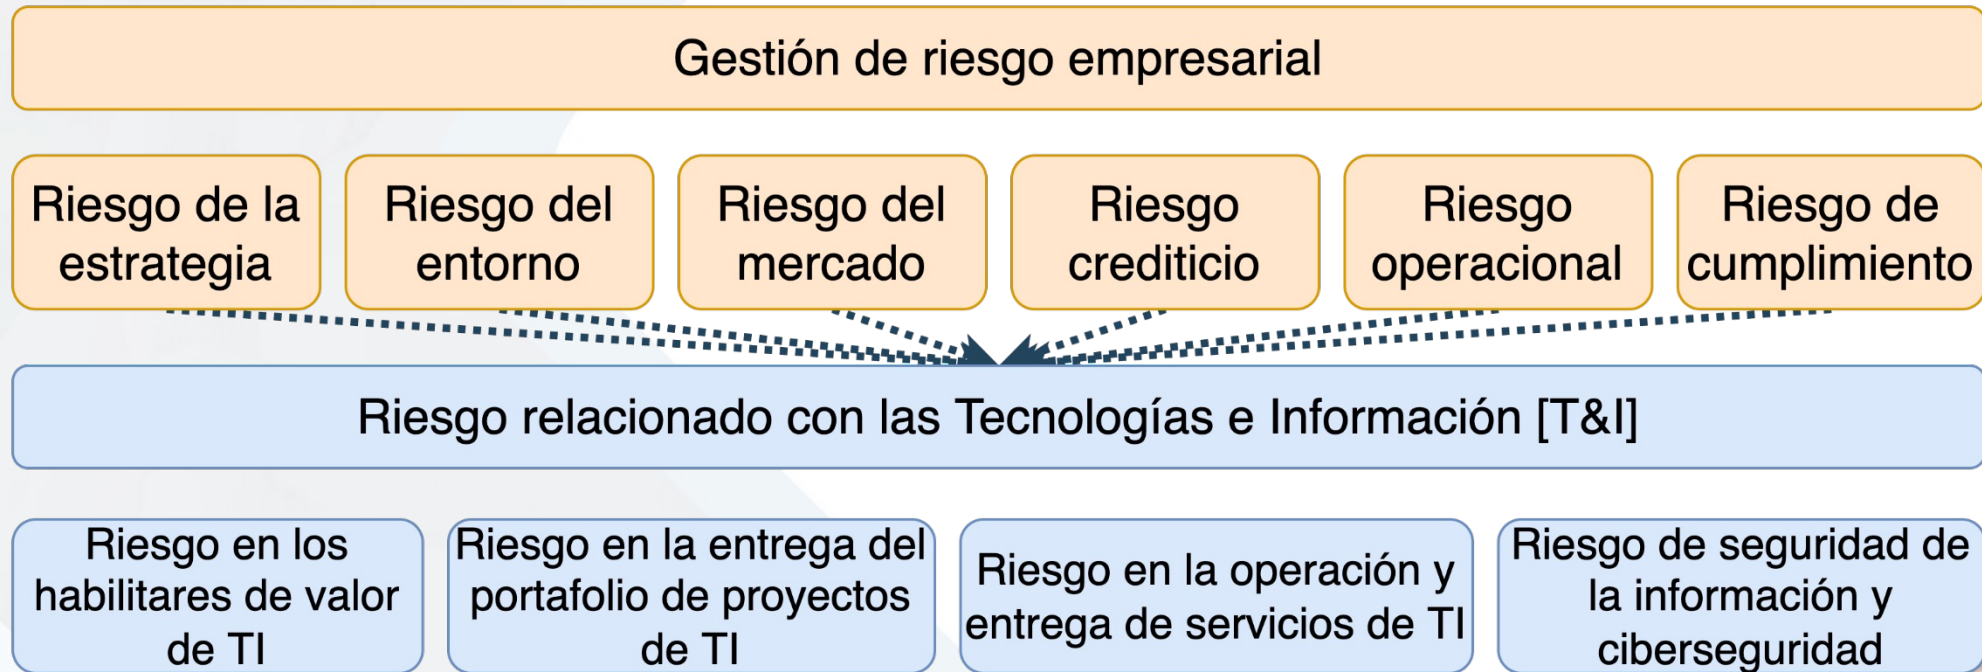 Gestión de riesgo empresarial
Riesgo de la
estrategia
Riesgo del
entorno
Riesgo del
mercado
Riesgo
crediticio
Riesgo
operacional
Riesgo de
cumplimiento
Riesgo relacionado con las Tecnologías e Información [T&I]
Riesgo en los
habilitares de valor
de TI
Riesgo en la entrega del
portafolio de proyectos
de TI
Riesgo en la operación y
entrega de servicios de TI
Riesgo de seguridad de
la información y
ciberseguridad